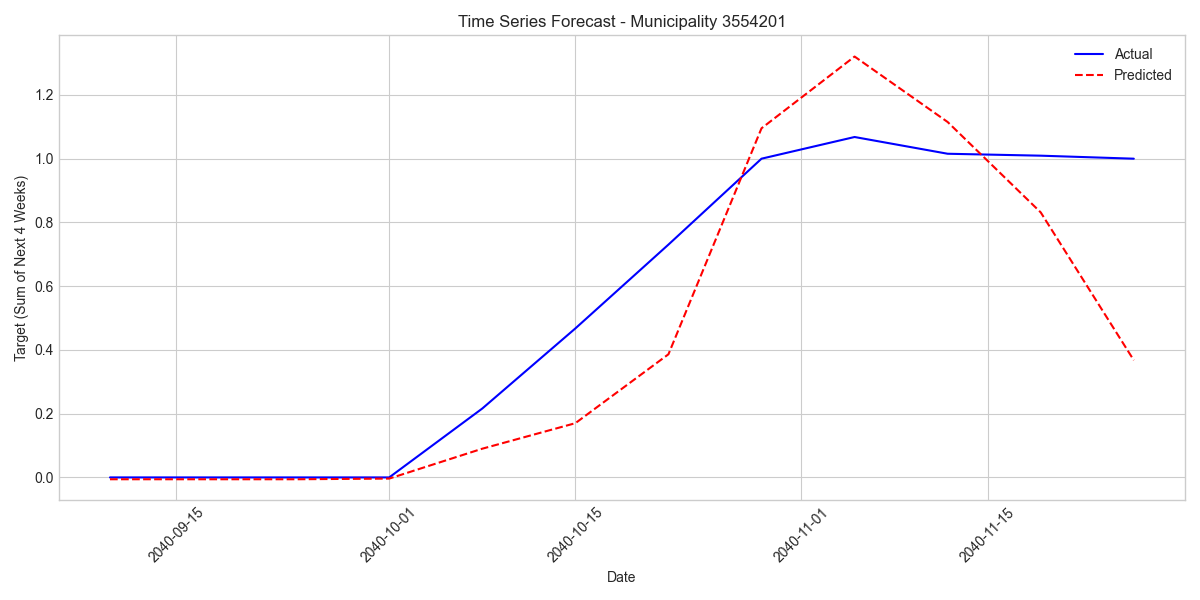 Time Series Forecast - Municipality 3554201
Actual
Predicted
Target (Sum of Next 4 Weeks)
1.2
1.0
0.8
0.6
0.4
0.2
0.0
2040-09-15
2040-10-01
2040-10-15
2040-11-01
2040-11-15
Date